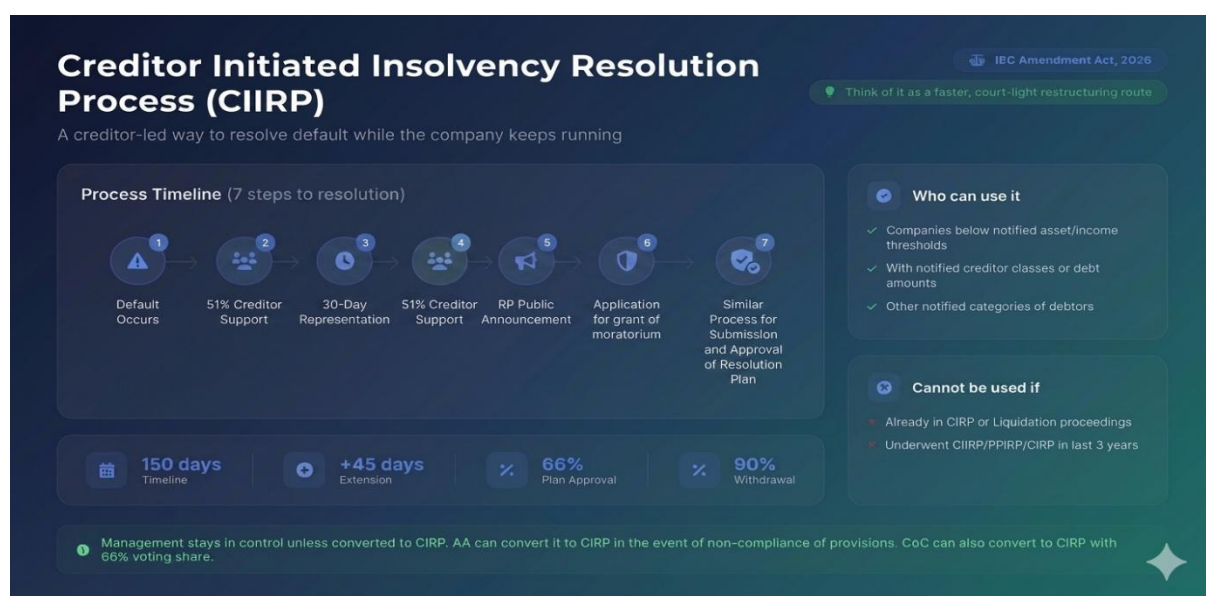 Creditor Initiated Insolvency Resolution
Process (CIIRP)
A creditor-led way to resolve default while the company keeps running
IEC Amendment Act, 2026
Think of it as a faster, court-light restructuring route
Process Timeline (7 steps to resolution)
1
2
3
4
5
6
7
Default
Occurs
51% Creditor
Support
30-Day
Representation
S1% Creditor
Support
RP Public
Announcement
Application
for grant of
moratorium
Similar
Process for
Submission
and Approval
of Resolution
Plan
150 days
Timeline
+45 days
Extension
66%
Plan Approval
90%
Withdrawal
Who can use it
Companies below notified asset/income
thresholds
With notified creditor classes or debt
amounts
Other notified categories of debtors
Cannot be used if
Already in CIRP or Liquidation proceedings
Underwent CIIRP/PPIRP/CIRP in last 3 years
Management stays in control unless converted to CIRP. AA can convert it to CIRP in the event of non-compliance of provisions. CoC can also convert to CIRP with
66% voting share.